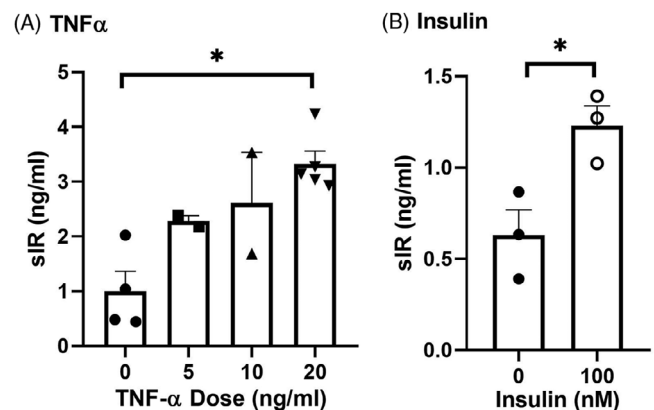 (A) TNFα
*
sIR (ng/ml)
5
4
3
2
1
0
0 5 10 20
TNF-α Dose (ng/ml)
(B) Insulin
*
sIR (ng/ml)
1.5
1.0
0.5
0.0
0 100
Insulin (nM)